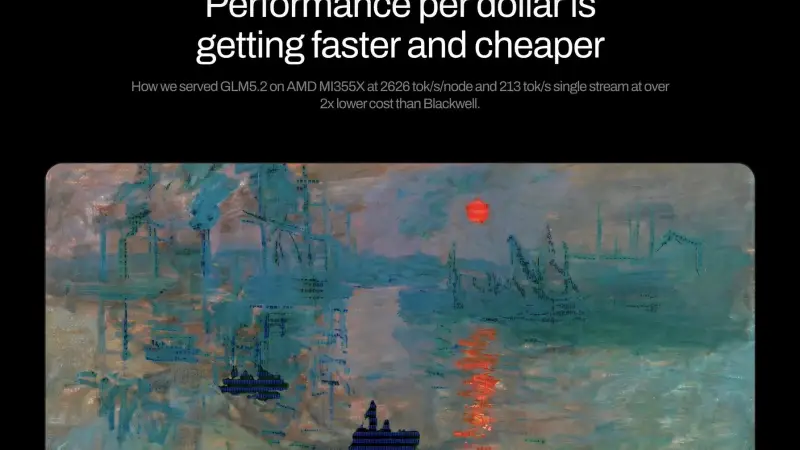 Performance per dollar is
getting faster and cheaper
How we served GLM5.2 on AMD MI355X at 2626 tok/s/node and 213 tok/s single stream at over
2x lower cost than Blackwell.